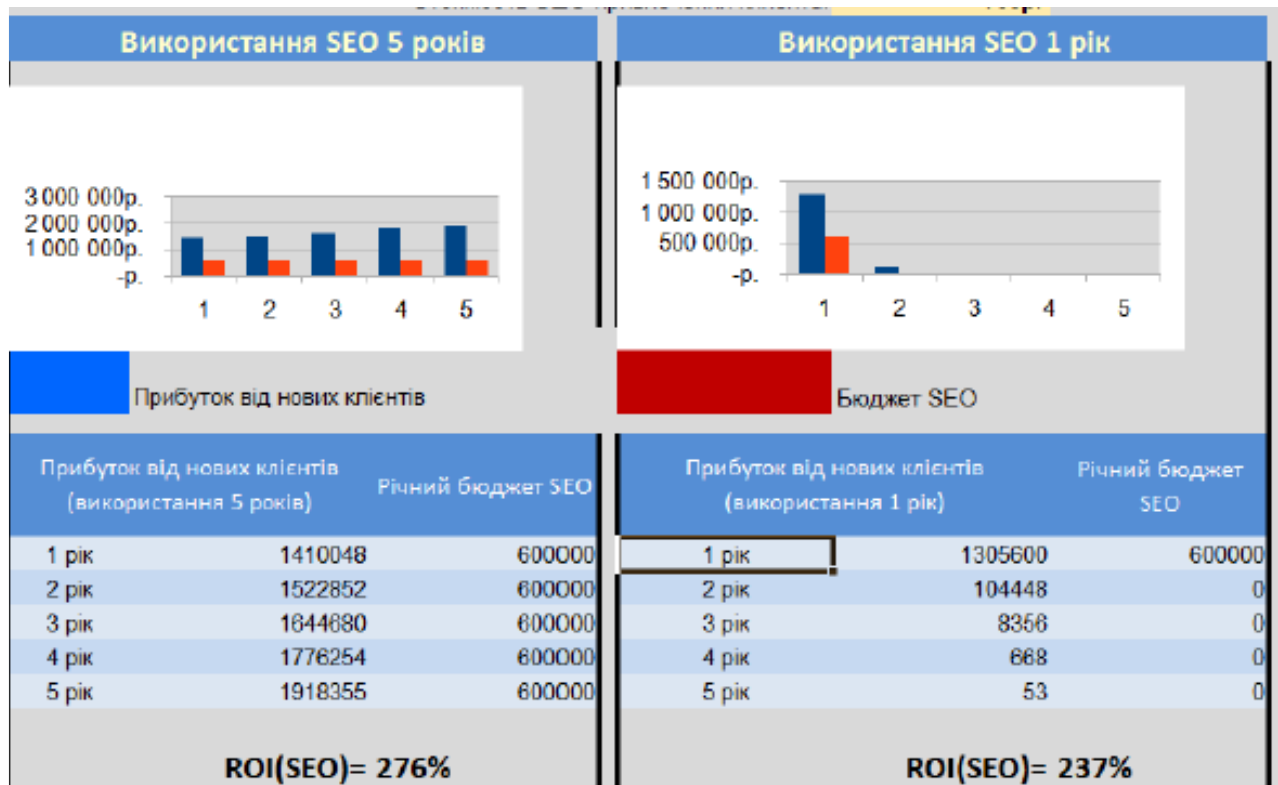 Використання SEO 5 років
Використання SEO 1 рік
3 000 000р.
2 000 000р.
1 000 000р.
-р.
1 2 3 4 5
1 500 000р.
1 000 000р.
500 000р.
-р.
1 2 3 4 5
Прибуток від нових клієнтів
Бюджет SEO
Прибуток від нових клієнтів
(використання 5 років)
Річний бюджет SEO
1 рік 1410048 600000
2 рік 1522852 600000
3 рік 1644680 600000
4 рік 1776254 600000
5 рік 1918355 600000
ROI(SEO)= 276%
Прибуток від нових клієнтів
(використання 1 рік)
Річний бюджет
SEO
1 рік 1305600 600000
2 рік 104448 0
3 рік 8356 0
4 рік 668 0
5 рік 53 0
ROI(SEO)= 237%